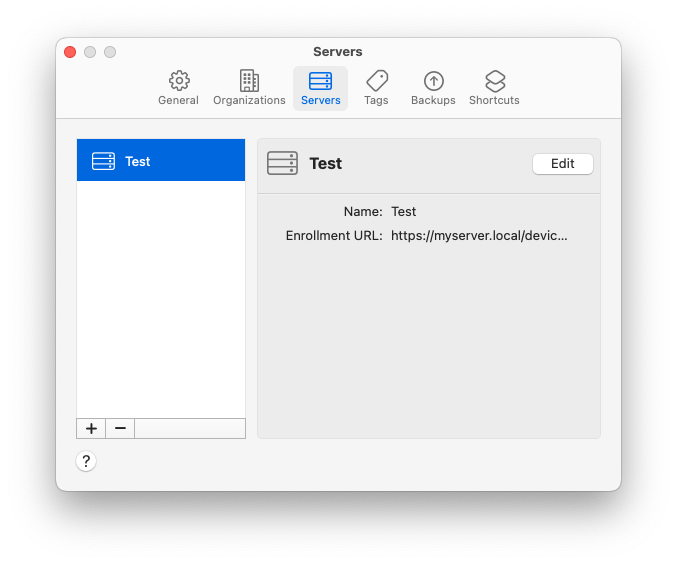 Servers
General Organizations Servers Tags Backups Shortcuts
Test
Test
Edit
Name: Test
Enrollment URL: https://myserver.local/devic...
?